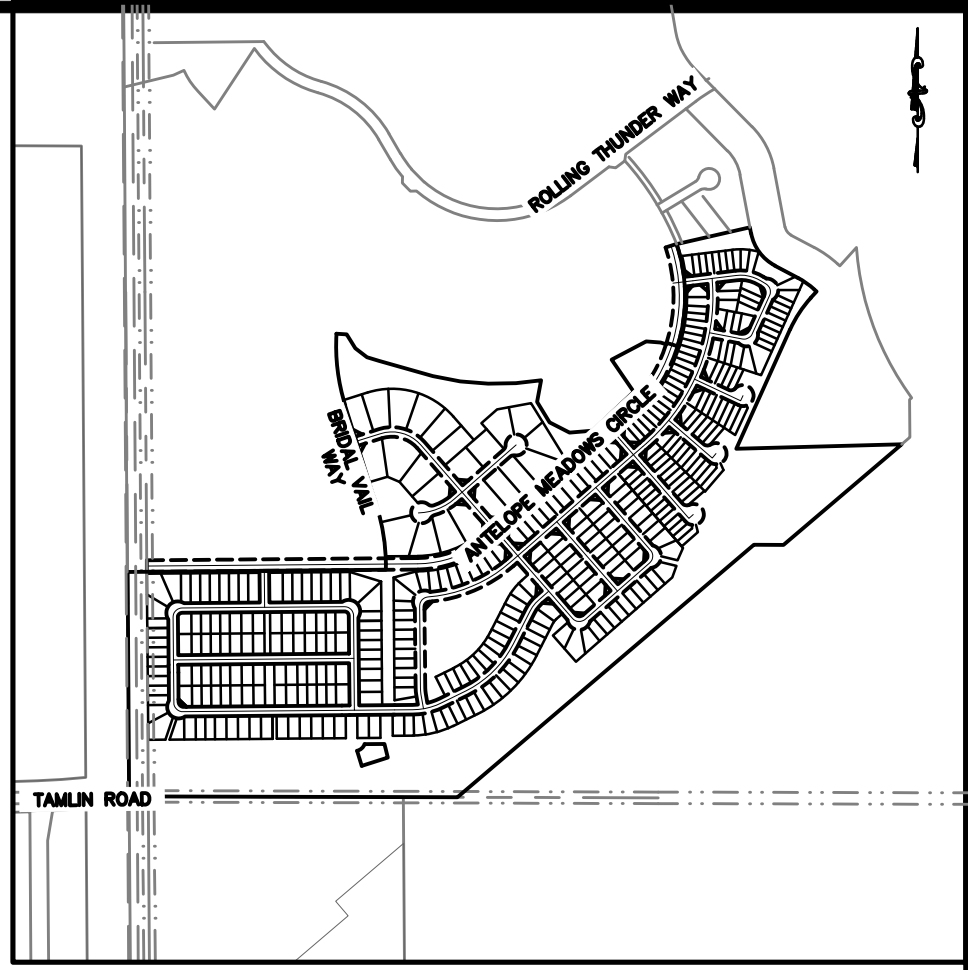 ROLLING THUNDER WAY
BRIDAL VAIL
WAY
ANTELOPE MEADOWS CIRCLE
TAMLIN ROAD